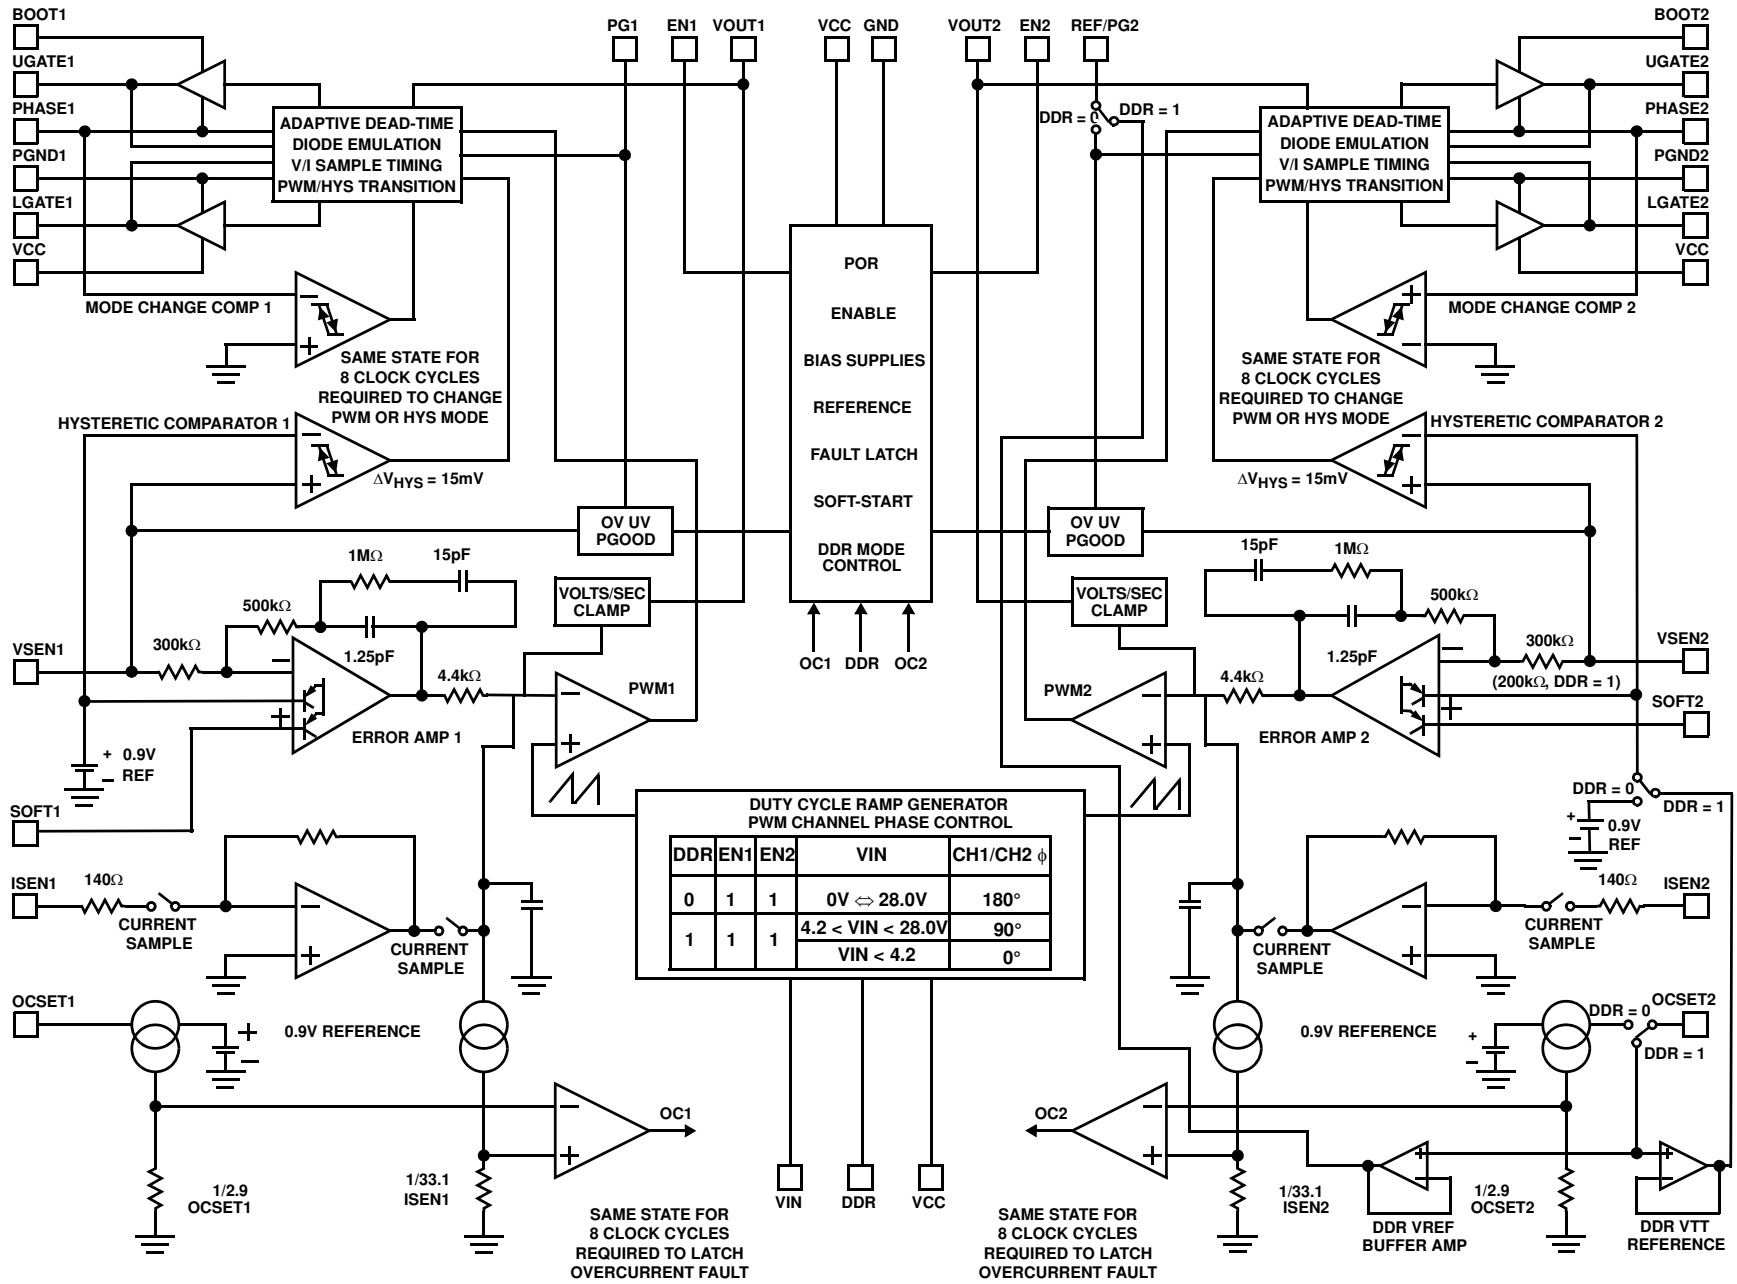 BOOT1
UGATE1
PHASE1
PGND1
LGATE1
VCC
PG1 EN1 VOUT1
VCC GND
VOUT2 EN2 REF/PG2
BOOT2
UGATE2
PHASE2
PGND2
LGATE2
VCC
ADAPTIVE DEAD-TIME
DIODE EMULATION
V/I SAMPLE TIMING
PWM/HYS TRANSITION
DDR = 0
DDR = 1
ADAPTIVE DEAD-TIME
DIODE EMULATION
V/I SAMPLE TIMING
PWM/HYS TRANSITION
MODE CHANGE COMP 1
−
+
SAME STATE FOR
8 CLOCK CYCLES
REQUIRED TO CHANGE
PWM OR HYS MODE
HYSTERETIC COMPARATOR 1
−
+
ΔVHYS = 15mV
POR
ENABLE
BIAS SUPPLIES
REFERENCE
FAULT LATCH
SOFT-START
DDR MODE
CONTROL
OC1 DDR OC2
MODE CHANGE COMP 2
+
−
SAME STATE FOR
8 CLOCK CYCLES
REQUIRED TO CHANGE
PWM OR HYS MODE
HYSTERETIC COMPARATOR 2
−
+
ΔVHYS = 15mV
OV UV
PGOOD
OV UV
PGOOD
VOLTS/SEC
CLAMP
VOLTS/SEC
CLAMP
1MΩ 15pF
500kΩ
300kΩ
1.25pF
4.4kΩ
VSEN1
−
+
ERROR AMP 1
−
+
PWM1
+ 0.9V
− REF
SOFT1
15pF 1MΩ
500kΩ
300kΩ
1.25pF
4.4kΩ
(200kΩ, DDR = 1)
VSEN2
SOFT2
−
+
ERROR AMP 2
PWM2
−
+
DDR = 0
DDR = 1
+ 0.9V
− REF
DUTY CYCLE RAMP GENERATOR
PWM CHANNEL PHASE CONTROL
DDR EN1 EN2 VIN CH1/CH2 ϕ
0 1 1 0V ⇔ 28.0V 180°
1 1 1 4.2 < VIN < 28.0V 90°
VIN < 4.2 0°
VIN DDR VCC
ISEN1
140Ω
CURRENT
SAMPLE
−
+
CURRENT
SAMPLE
ISEN2
140Ω
CURRENT
SAMPLE
−
+
CURRENT
SAMPLE
OCSET1
+
−
0.9V REFERENCE
−
+
OC1
1/2.9
OCSET1
1/33.1
ISEN1
SAME STATE FOR
8 CLOCK CYCLES
REQUIRED TO LATCH
OVERCURRENT FAULT
0.9V REFERENCE
+
−
DDR = 0
OCSET2
DDR = 1
OC2
−
+
1/33.1
ISEN2
1/2.9
OCSET2
+
−
DDR VREF
BUFFER AMP
+
−
DDR VTT
REFERENCE
SAME STATE FOR
8 CLOCK CYCLES
REQUIRED TO LATCH
OVERCURRENT FAULT